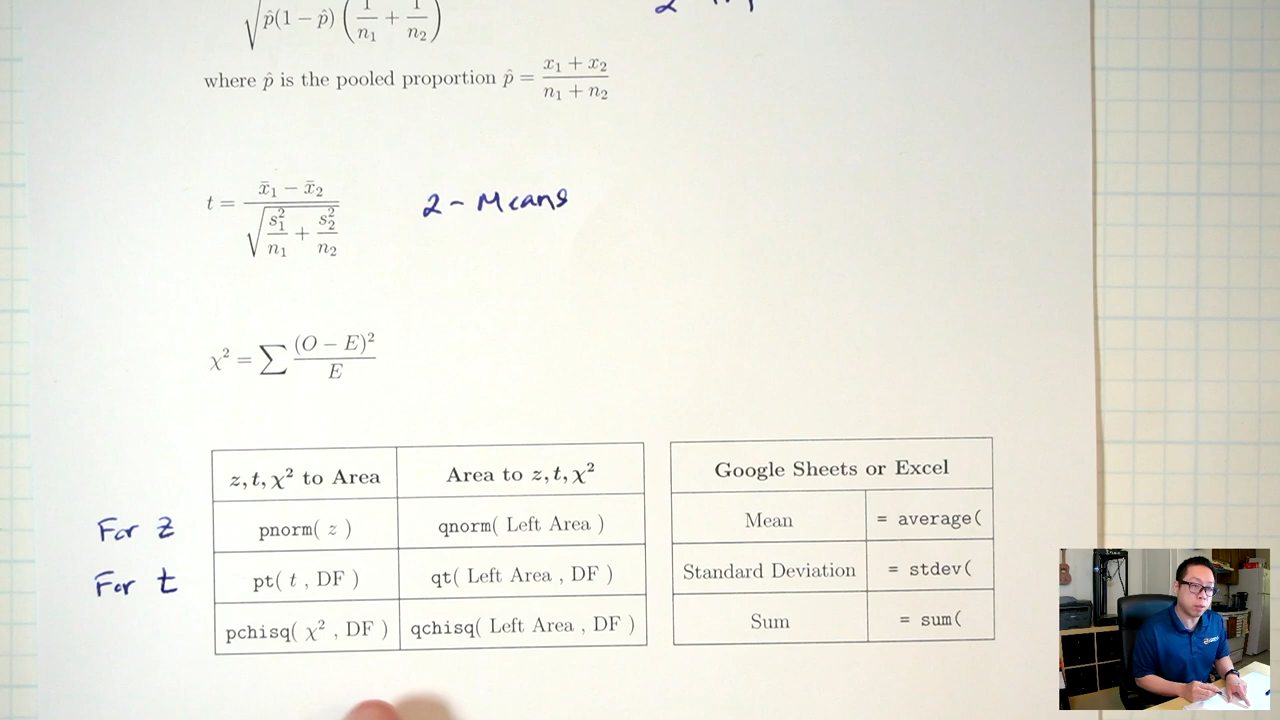 √p̂(1 − p̂) (1/n₁ + 1/n₂)
where p̂ is the pooled proportion p̂ = (x₁ + x₂)/(n₁ + n₂)
t = (x̄₁ − x̄₂)/√(s₁²/n₁ + s₂²/n₂) 2-Means
χ² = ∑ (O − E)²/E
z, t, χ² to Area Area to z, t, χ²
For z pnorm( z ) qnorm( Left Area )
For t pt( t , DF ) qt( Left Area , DF )
pchisq( χ² , DF ) qchisq( Left Area , DF )
Google Sheets or Excel
Mean = average(
Standard Deviation = stdev(
Sum = sum(